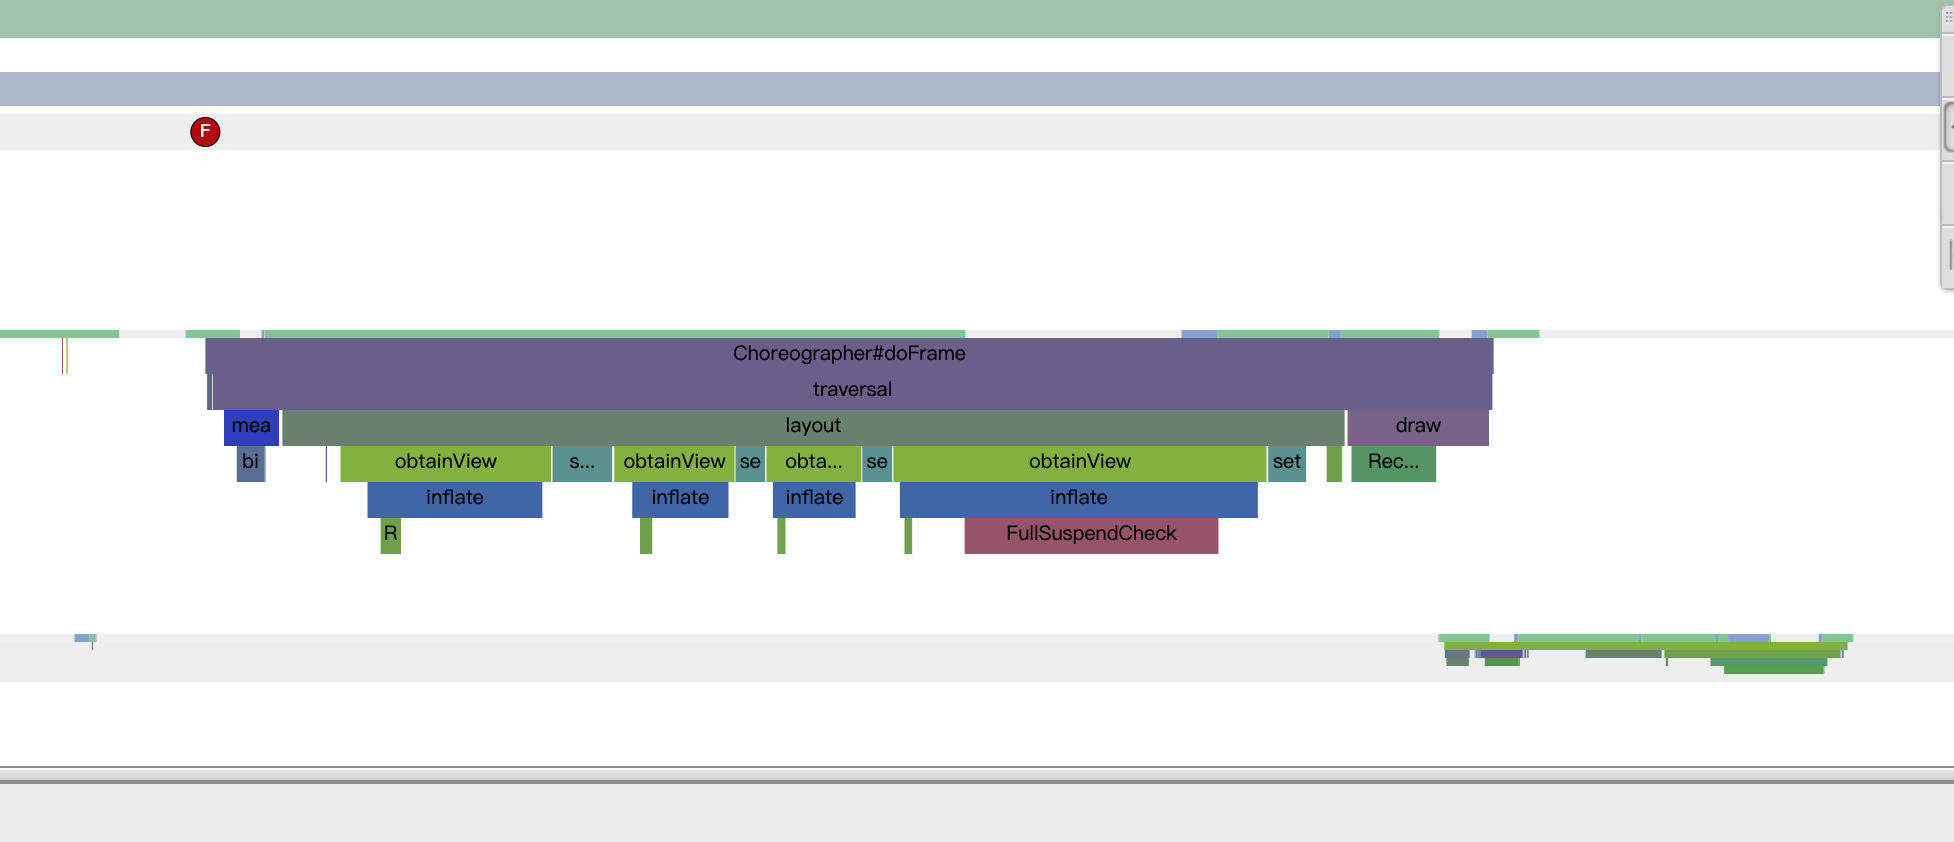 F
Choreographer#doFrame
traversal
mea layout draw
bi obtainView s... obtainView se obta... se obtainView set Rec...
inflate inflate inflate inflate
R FullSuspendCheck